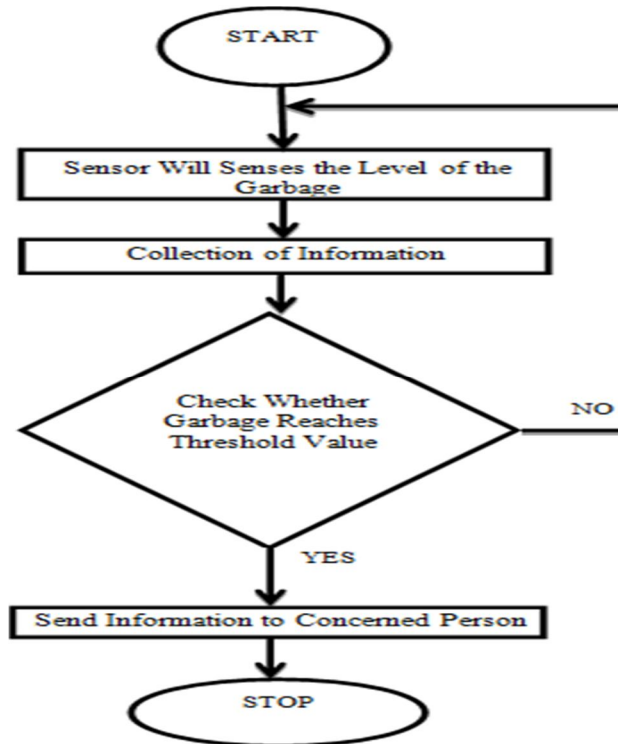 START
Sensor Will Senses the Level of the
Garbage
Collection of Information
Check Whether
Garbage Reaches
Threshold Value
NO
YES
Send Information to Concerned Person
STOP